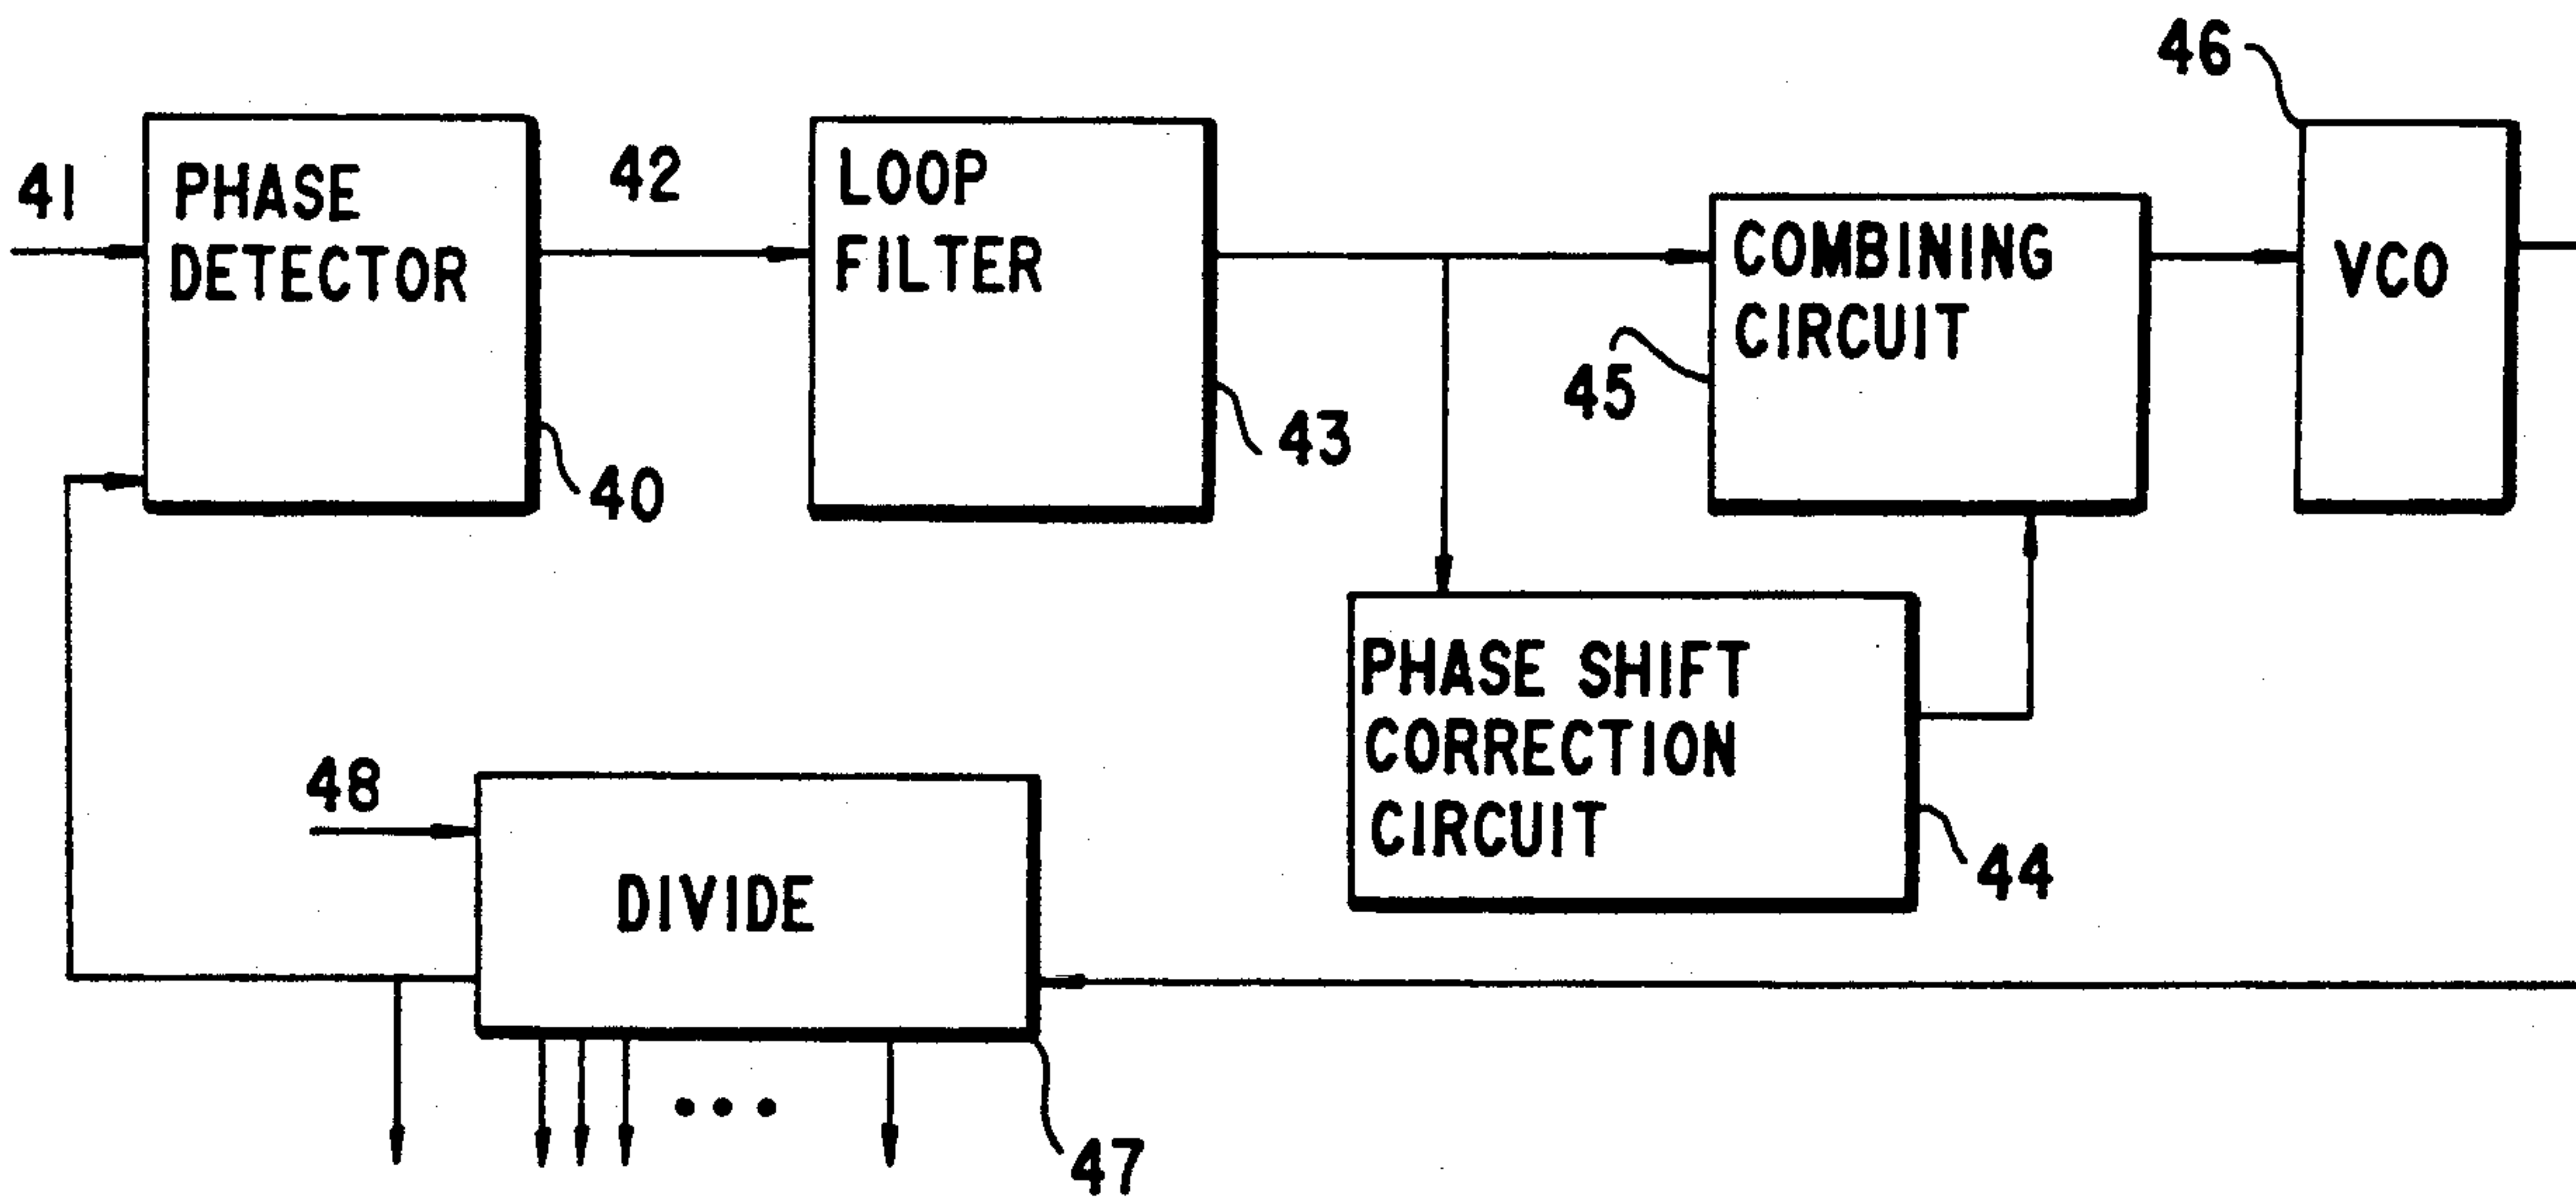 46
41
PHASE
DETECTOR
42
LOOP
FILTER
COMBINING
CIRCUIT
VCO
45
43
40
PHASE SHIFT
CORRECTION
CIRCUIT
44
48
DIVIDE
47